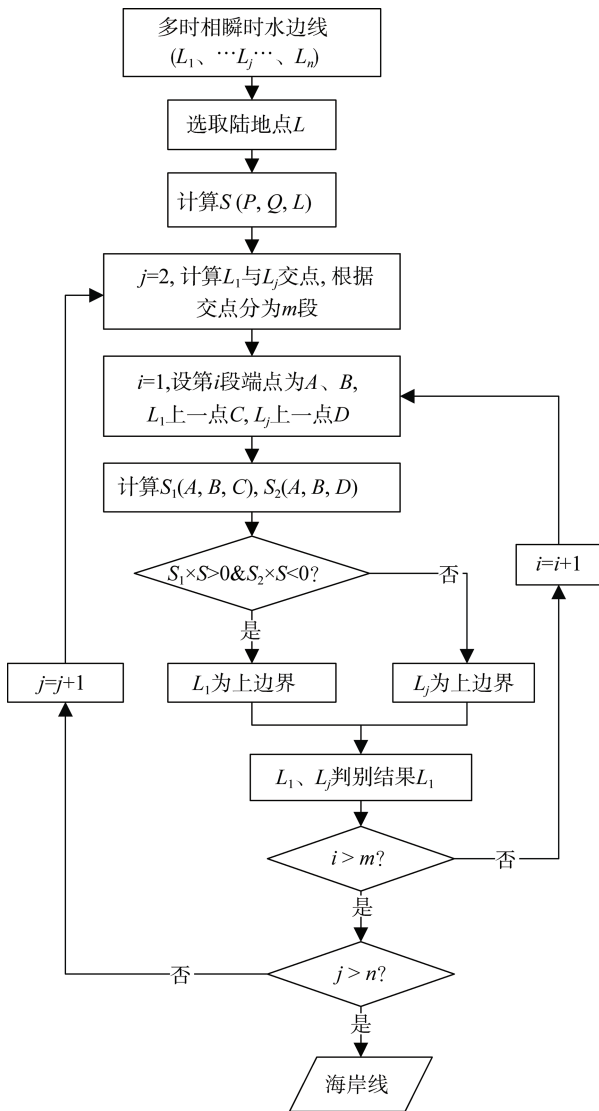 多时相瞬时水边线
(L₁、…Lⱼ…、Lₙ)
选取陆地点L
计算S (P, Q, L)
j=2, 计算L₁与Lⱼ交点, 根据
交点分为m段
i=1,设第i段端点为A、B,
L₁上一点C, Lⱼ上一点D
计算S₁(A, B, C), S₂(A, B, D)
S₁×S>0&S₂×S<0?
否
i=i+1
是
j=j+1
L₁为上边界
Lⱼ为上边界
L₁、Lⱼ判别结果L₁
i > m?
否
是
j > n?
否
是
海岸线